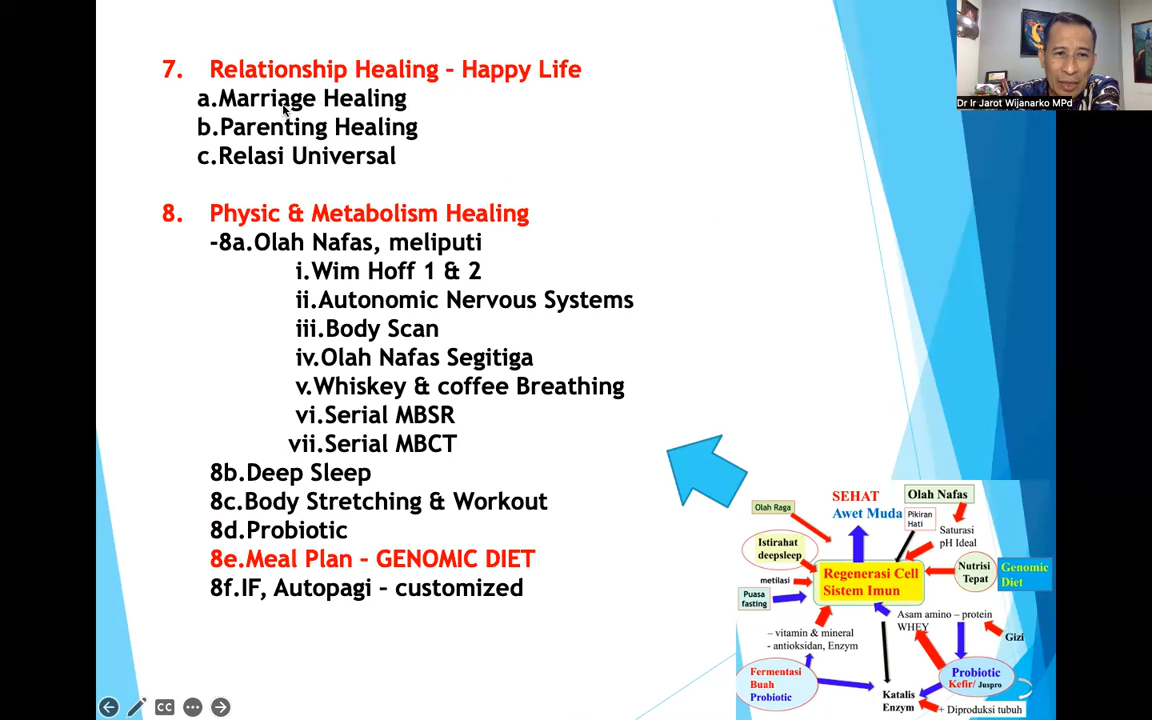 7. Relationship Healing - Happy Life
a.Marriage Healing
b.Parenting Healing
c.Relasi Universal
8. Physic & Metabolism Healing
-8a.Olah Nafas, meliputi
i.Wim Hoff 1 & 2
ii.Autonomic Nervous Systems
iii.Body Scan
iv.Olah Nafas Segitiga
v.Whiskey & coffee Breathing
vi.Serial MBSR
vii.Serial MBCT
8b.Deep Sleep
8c.Body Stretching & Workout
8d.Probiotic
8e.Meal Plan - GENOMIC DIET
8f.IF, Autopagi - customized
Dr Ir Jarot Wijanarko MPd
SEHAT
Awet Muda
Olah Nafas
Olah Raga
Pikiran
Hati
Saturasi
pH Ideal
Istirahat
deepsleep
Regenerasi Cell
Sistem Imun
Nutrisi
Tepat
Genomic
Diet
metilasi
Puasa
fasting
Asam amino – protein
WHEY
Gizi
– vitamin & mineral
- antioksidan, Enzym
Fermentasi
Buah
Probiotic
Probiotic
Kefir/ Juspro
Katalis
Enzym
+ Diproduksi tubuh
CC